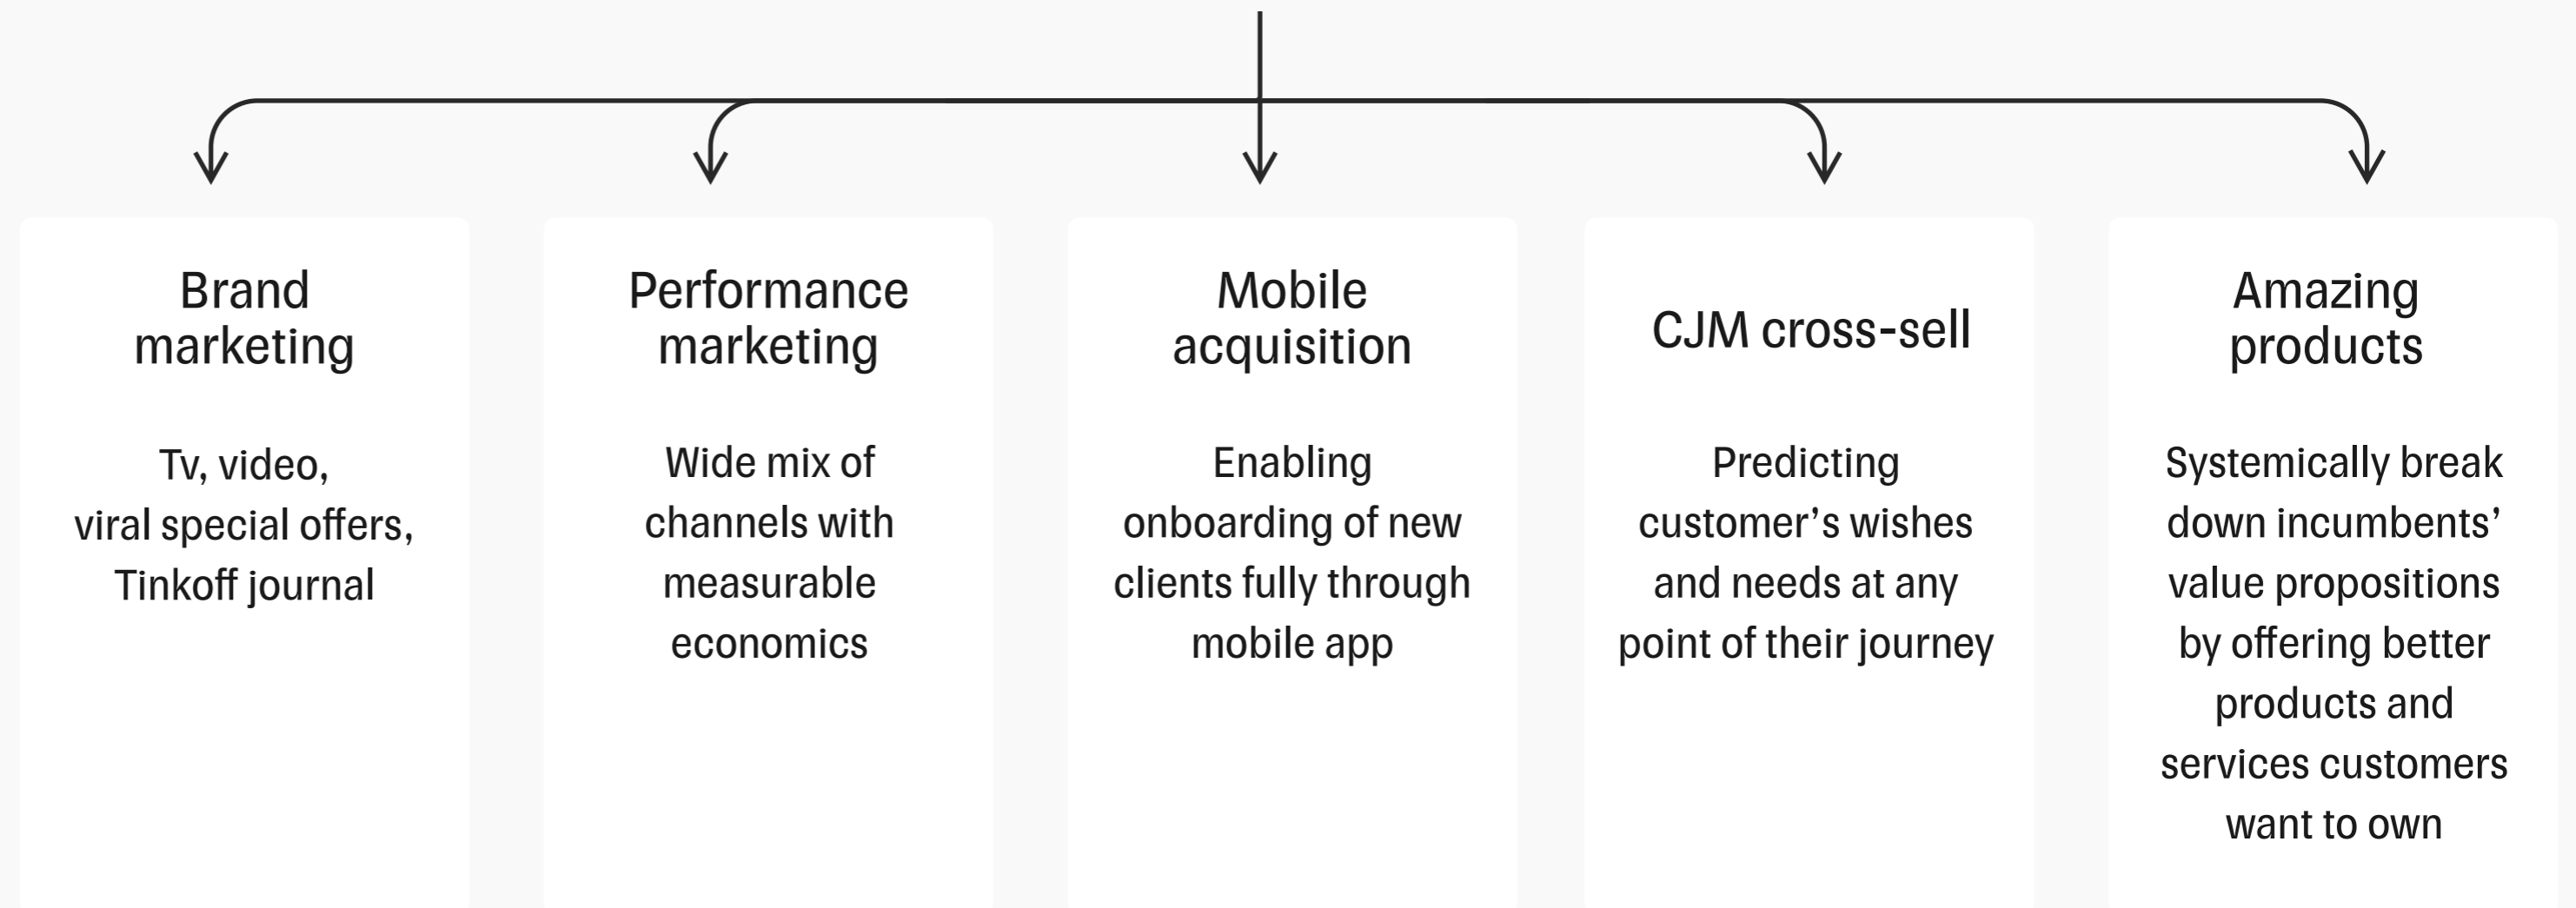 Brand
marketing
Tv, video,
viral special offers,
Tinkoff journal
Performance
marketing
Wide mix of
channels with
measurable
economics
Mobile
acquisition
Enabling
onboarding of new
clients fully through
mobile app
CJM cross-sell
Predicting
customer’s wishes
and needs at any
point of their journey
Amazing
products
Systemically break
down incumbents’
value propositions
by offering better
products and
services customers
want to own